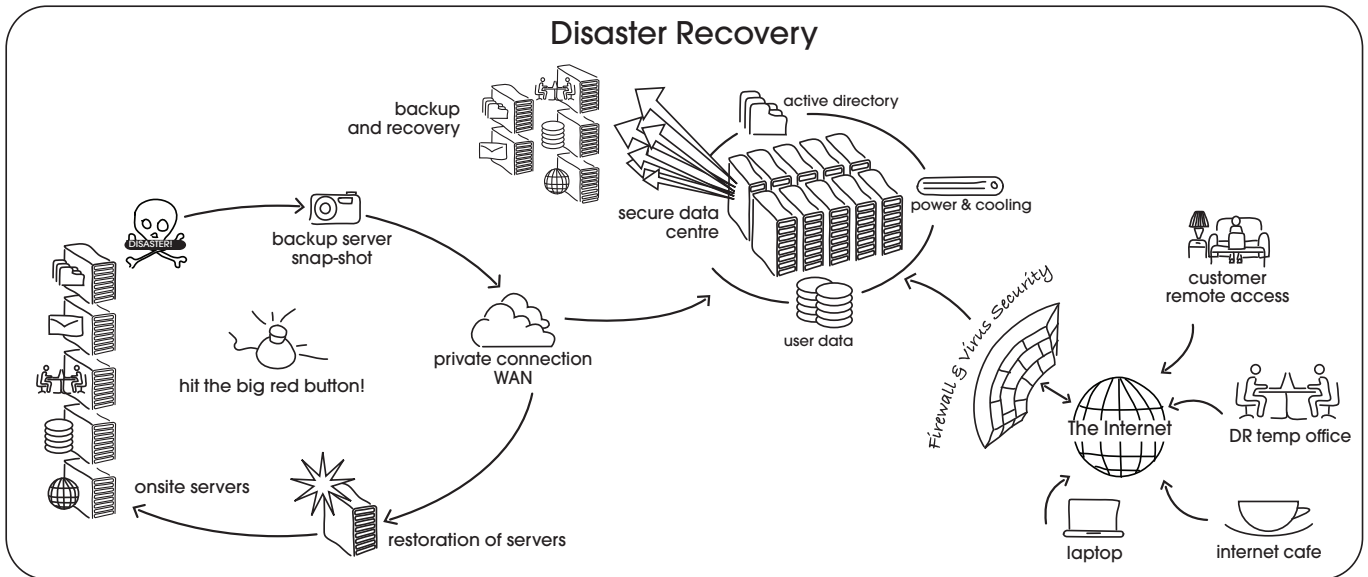 Disaster Recovery
backup
and recovery
active directory
power & cooling
secure data
centre
user data
DISASTER!
backup server
snap-shot
hit the big red button!
private connection
WAN
onsite servers
restoration of servers
Firewall & Virus Security
customer
remote access
The Internet
DR temp office
laptop
internet cafe